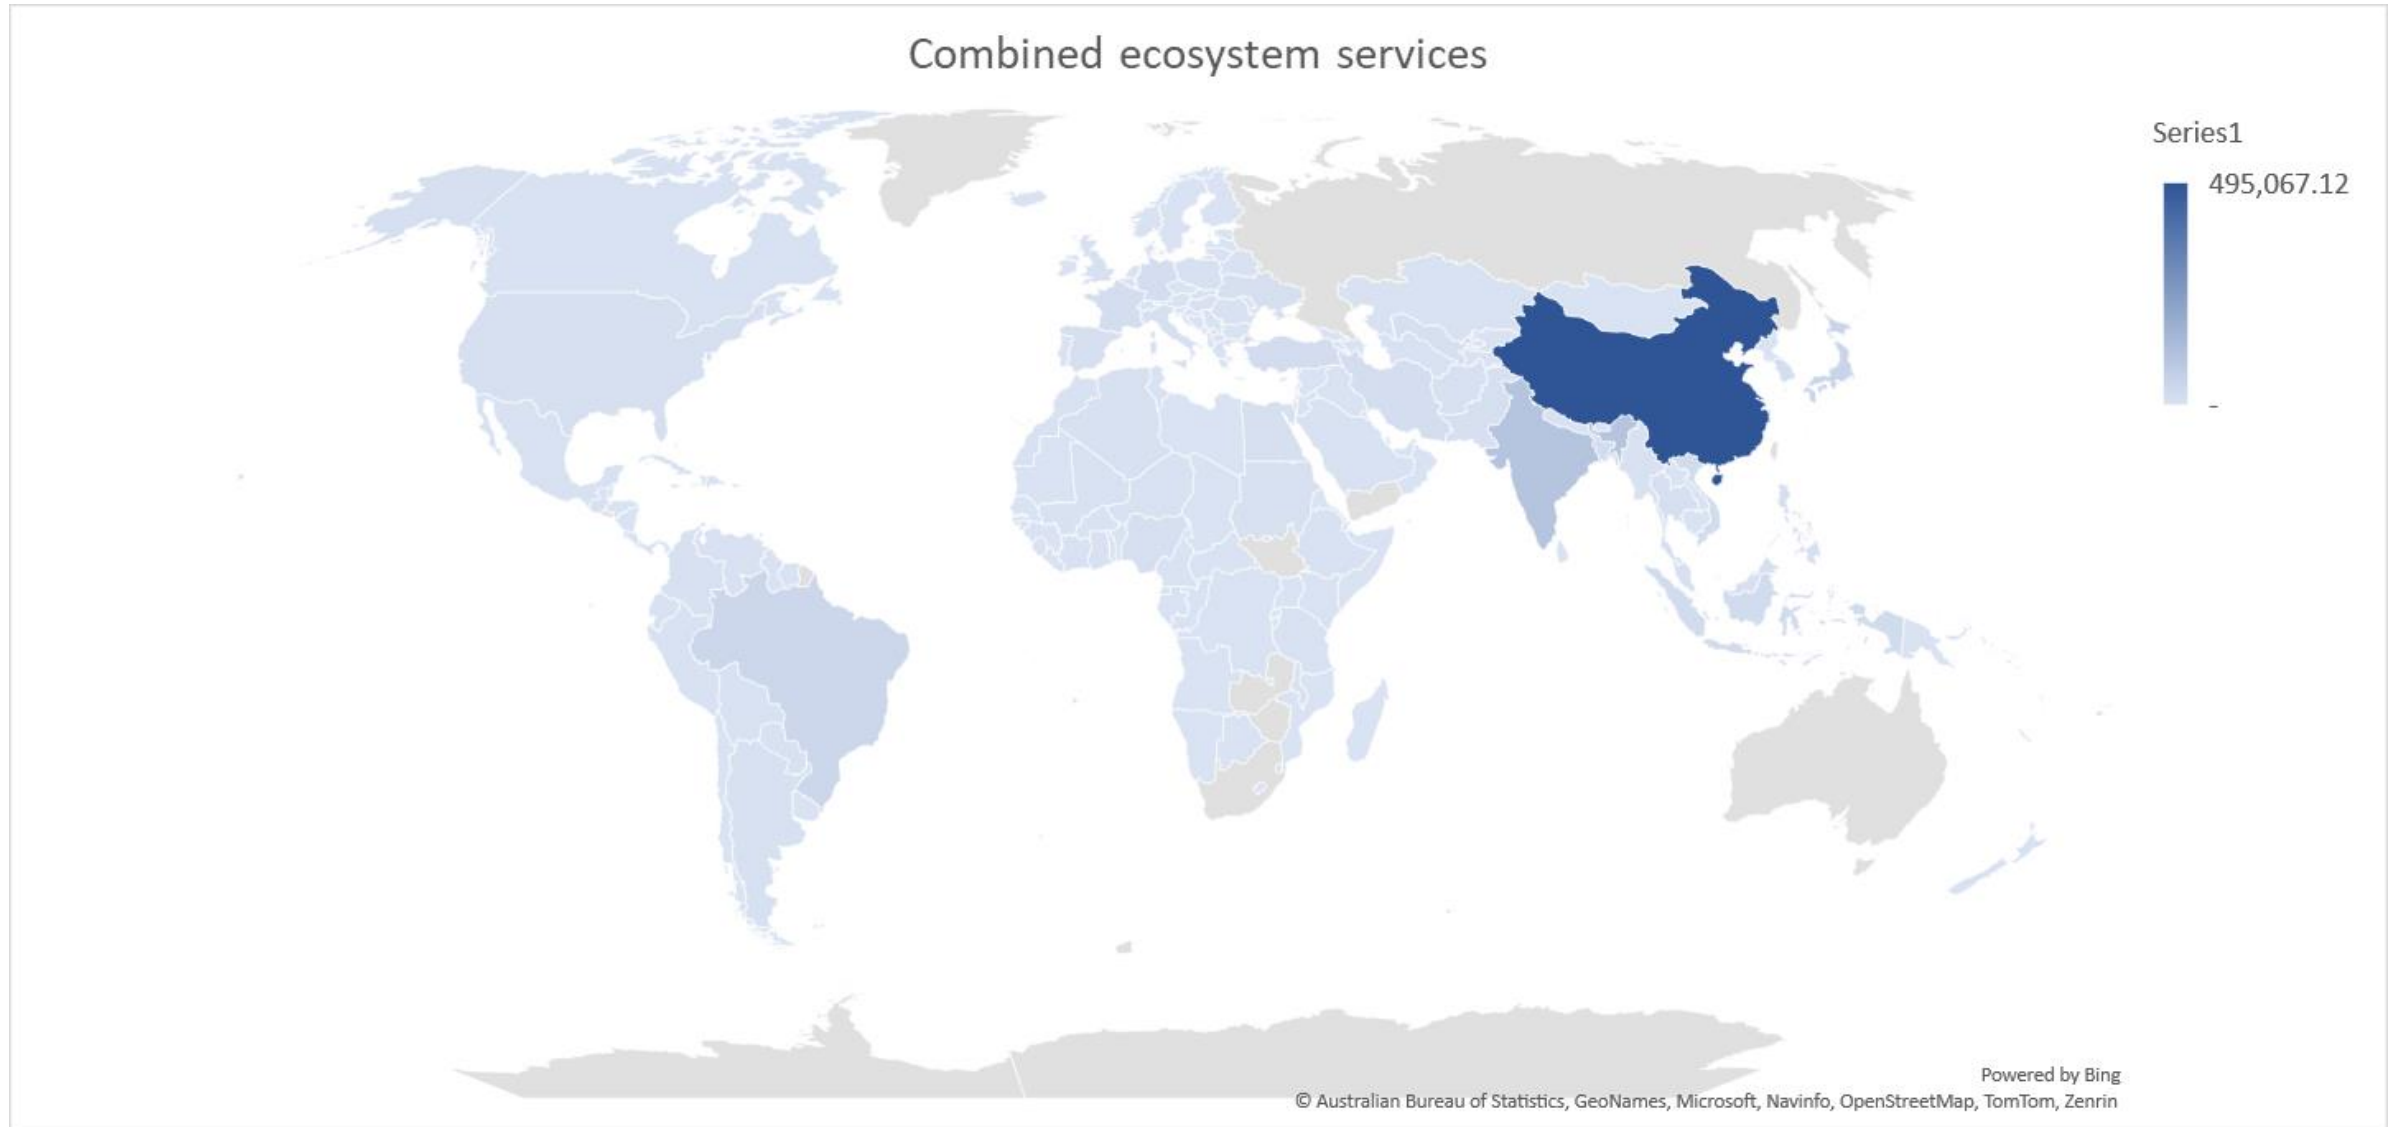 Combined ecosystem services
Series1
495,067.12
-
Powered by Bing
© Australian Bureau of Statistics, GeoNames, Microsoft, Navinfo, OpenStreetMap, TomTom, Zenrin